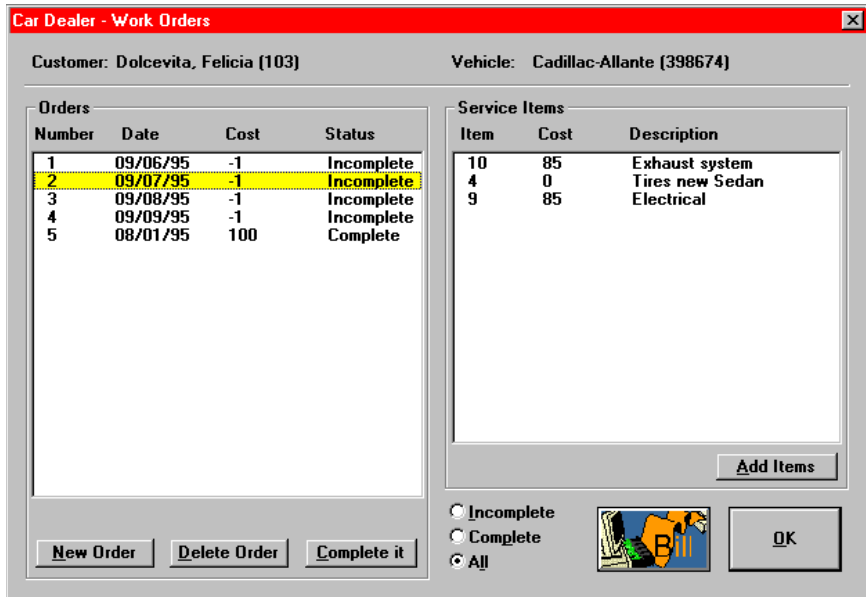 Car Dealer - Work Orders
Customer: Dolcevita, Felicia (103) Vehicle: Cadillac-Allante (398674)
Orders
Number Date Cost Status
1 09/06/95 -1 Incomplete
2 09/07/95 -1 Incomplete
3 09/08/95 -1 Incomplete
4 09/09/95 -1 Incomplete
5 08/01/95 100 Complete
New Order Delete Order Complete it
Service Items
Item Cost Description
10 85 Exhaust system
4 0 Tires new Sedan
9 85 Electrical
Add Items
Incomplete
Complete
All
Bill
OK